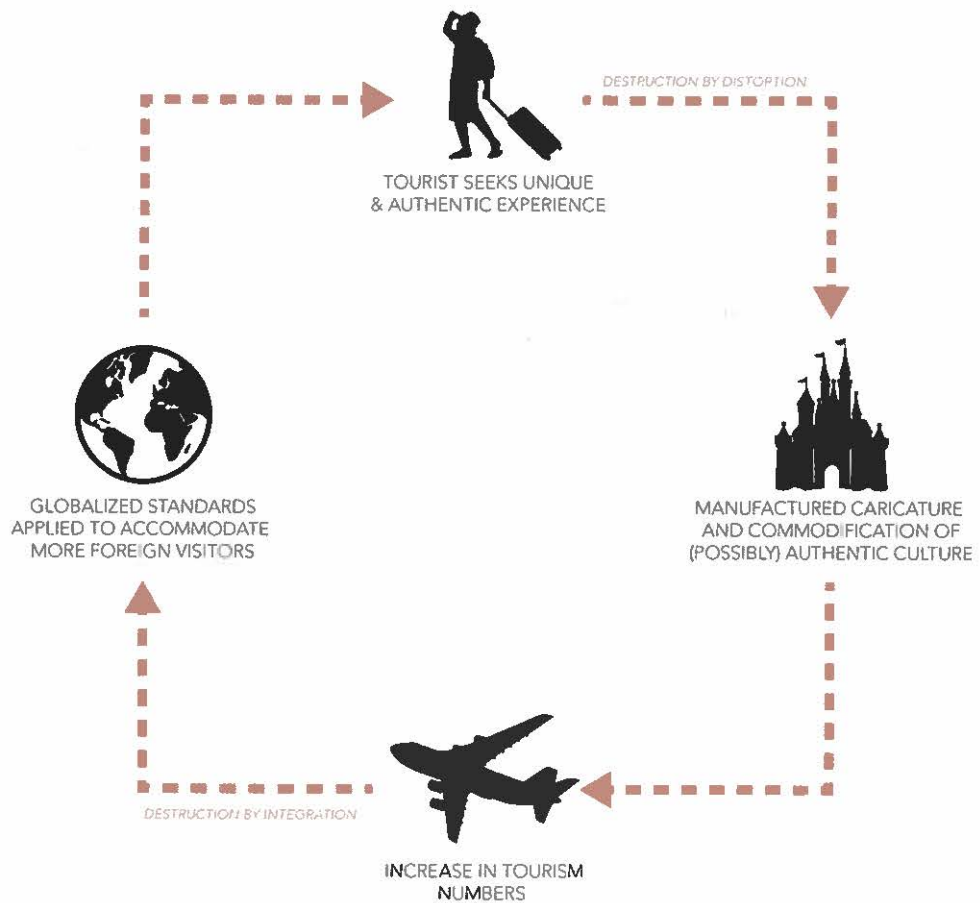 DESTRUCTION BY DISTORTION
TOURIST SEEKS UNIQUE
& AUTHENTIC EXPERIENCE
GLOBALIZED STANDARDS
APPLIED TO ACCOMMODATE
MORE FOREIGN VISITORS
MANUFACTURED CARICATURE
AND COMMODIFICATION OF
(POSSIBLY) AUTHENTIC CULTURE
DESTRUCTION BY INTEGRATION
INCREASE IN TOURISM
NUMBERS